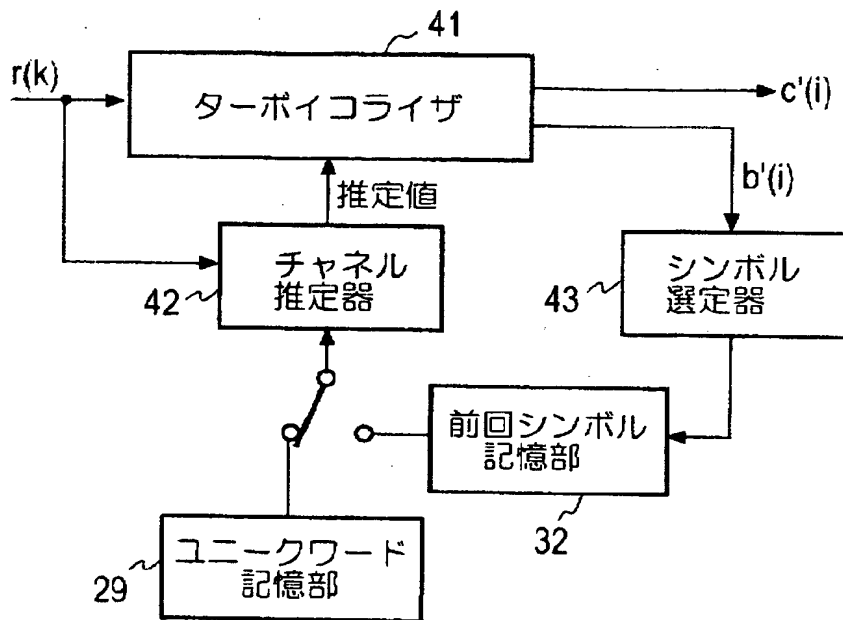 41
r(k)
ターボイコライザ
c'(i)
b'(i)
推定値
チャネル
推定器
42
シンボル
選定器
43
前回シンボル
記憶部
32
ユニークワード
記憶部
29